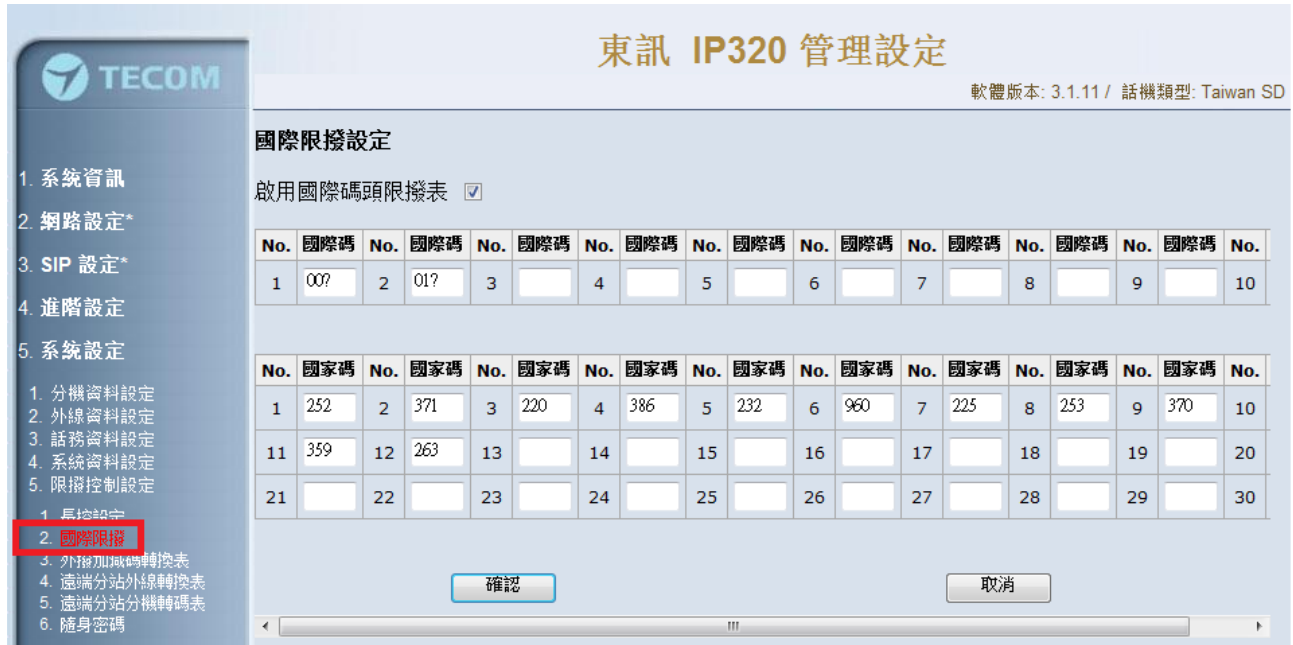 TECOM
東訊 IP320 管理設定
軟體版本: 3.1.11 / 話機類型: Taiwan SD
1. 系統資訊
2. 網路設定*
3. SIP 設定*
4. 進階設定
5. 系統設定
1. 分機資料設定
2. 外線資料設定
3. 話務資料設定
4. 系統資料設定
5. 限撥控制設定
1. 長控設定
2. 國際限撥
3. 外撥加減碼轉換表
4. 遠端分站外線轉換表
5. 遠端分站分機轉碼表
6. 隨身密碼
國際限撥設定
啟用國際碼頭限撥表
No. 國際碼 No. 國際碼 No. 國際碼 No. 國際碼 No. 國際碼 No. 國際碼 No. 國際碼 No. 國際碼 No. 國際碼 No.
1 00? 2 01? 3 4 5 6 7 8 9 10
No. 國家碼 No. 國家碼 No. 國家碼 No. 國家碼 No. 國家碼 No. 國家碼 No. 國家碼 No. 國家碼 No. 國家碼 No.
1 252 2 371 3 220 4 386 5 232 6 960 7 225 8 253 9 370 10
11 359 12 263 13 14 15 16 17 18 19 20
21 22 23 24 25 26 27 28 29 30
確認 取消